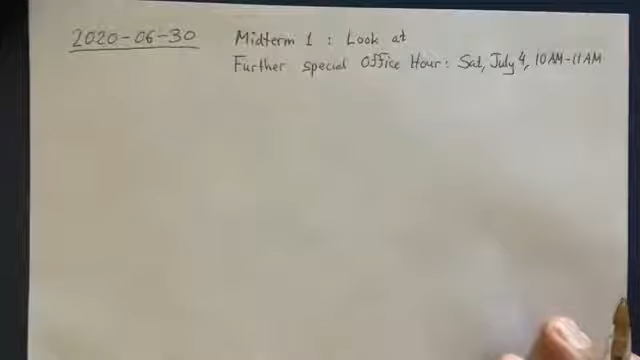 2020-06-30 Midterm 1 : Look at
Further special Office Hour: Sat, July 4, 10AM-11AM